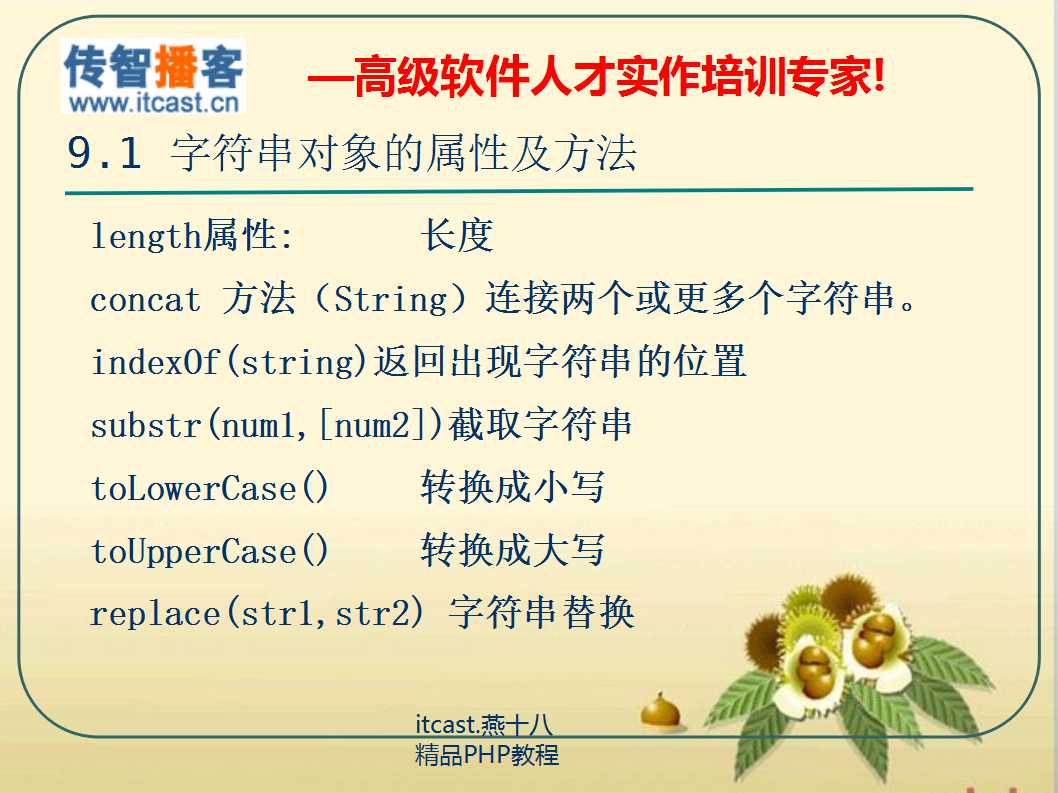 传智播客
www.itcast.cn
—高级软件人才实作培训专家!
9.1 字符串对象的属性及方法
length属性: 长度
concat 方法（String）连接两个或更多个字符串。
indexOf(string)返回出现字符串的位置
substr(num1,[num2])截取字符串
toLowerCase() 转换成小写
toUpperCase() 转换成大写
replace(str1,str2) 字符串替换
itcast.燕十八
精品PHP教程